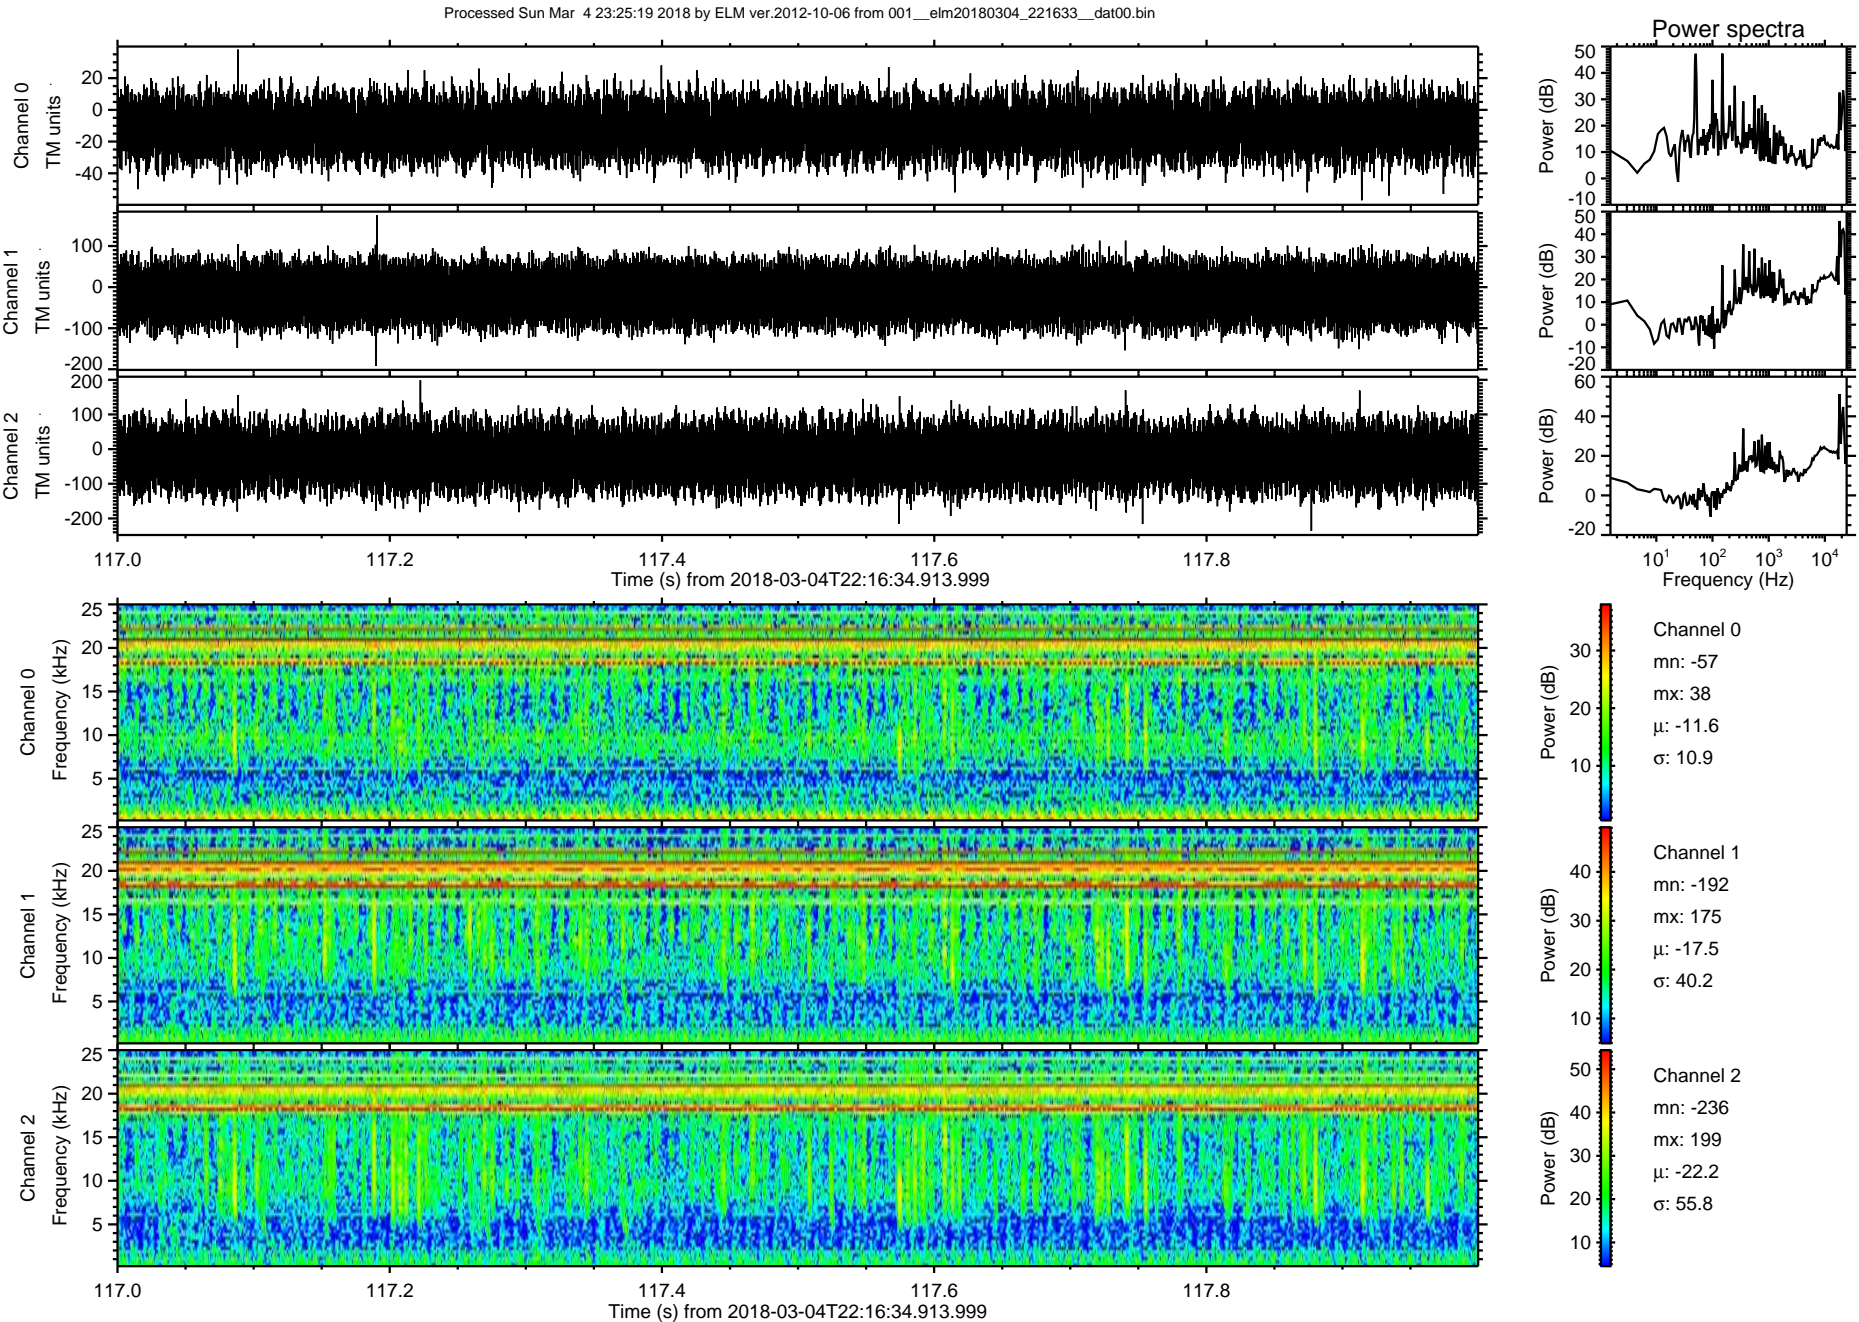 Processed Sun Mar  4 23:25:19 2018 by ELM ver.2012-10-06 from 001__elm20180304_221633__dat00.bin
Power spectra
Channel 0
TM units
20
0
-20
-40
Power (dB)
50
40
30
20
10
0
-10
Channel 1
TM units
100
0
-100
-200
Power (dB)
50
40
30
20
10
0
-10
-20
Channel 2
TM units
200
100
0
-100
-200
Power (dB)
60
40
20
0
-20
117.0 117.2 117.4 117.6 117.8
Time (s) from 2018-03-04T22:16:34.913.999
10¹ 10² 10³ 10⁴
Frequency (Hz)
Channel 0
Frequency (kHz)
25
20
15
10
5
Power (dB)
30
20
10
Channel 0
mn: -57
mx: 38
μ: -11.6
σ: 10.9
Channel 1
Frequency (kHz)
25
20
15
10
5
Power (dB)
40
30
20
10
Channel 1
mn: -192
mx: 175
μ: -17.5
σ: 40.2
Channel 2
Frequency (kHz)
25
20
15
10
5
Power (dB)
50
40
30
20
10
Channel 2
mn: -236
mx: 199
μ: -22.2
σ: 55.8
117.0 117.2 117.4 117.6 117.8
Time (s) from 2018-03-04T22:16:34.913.999